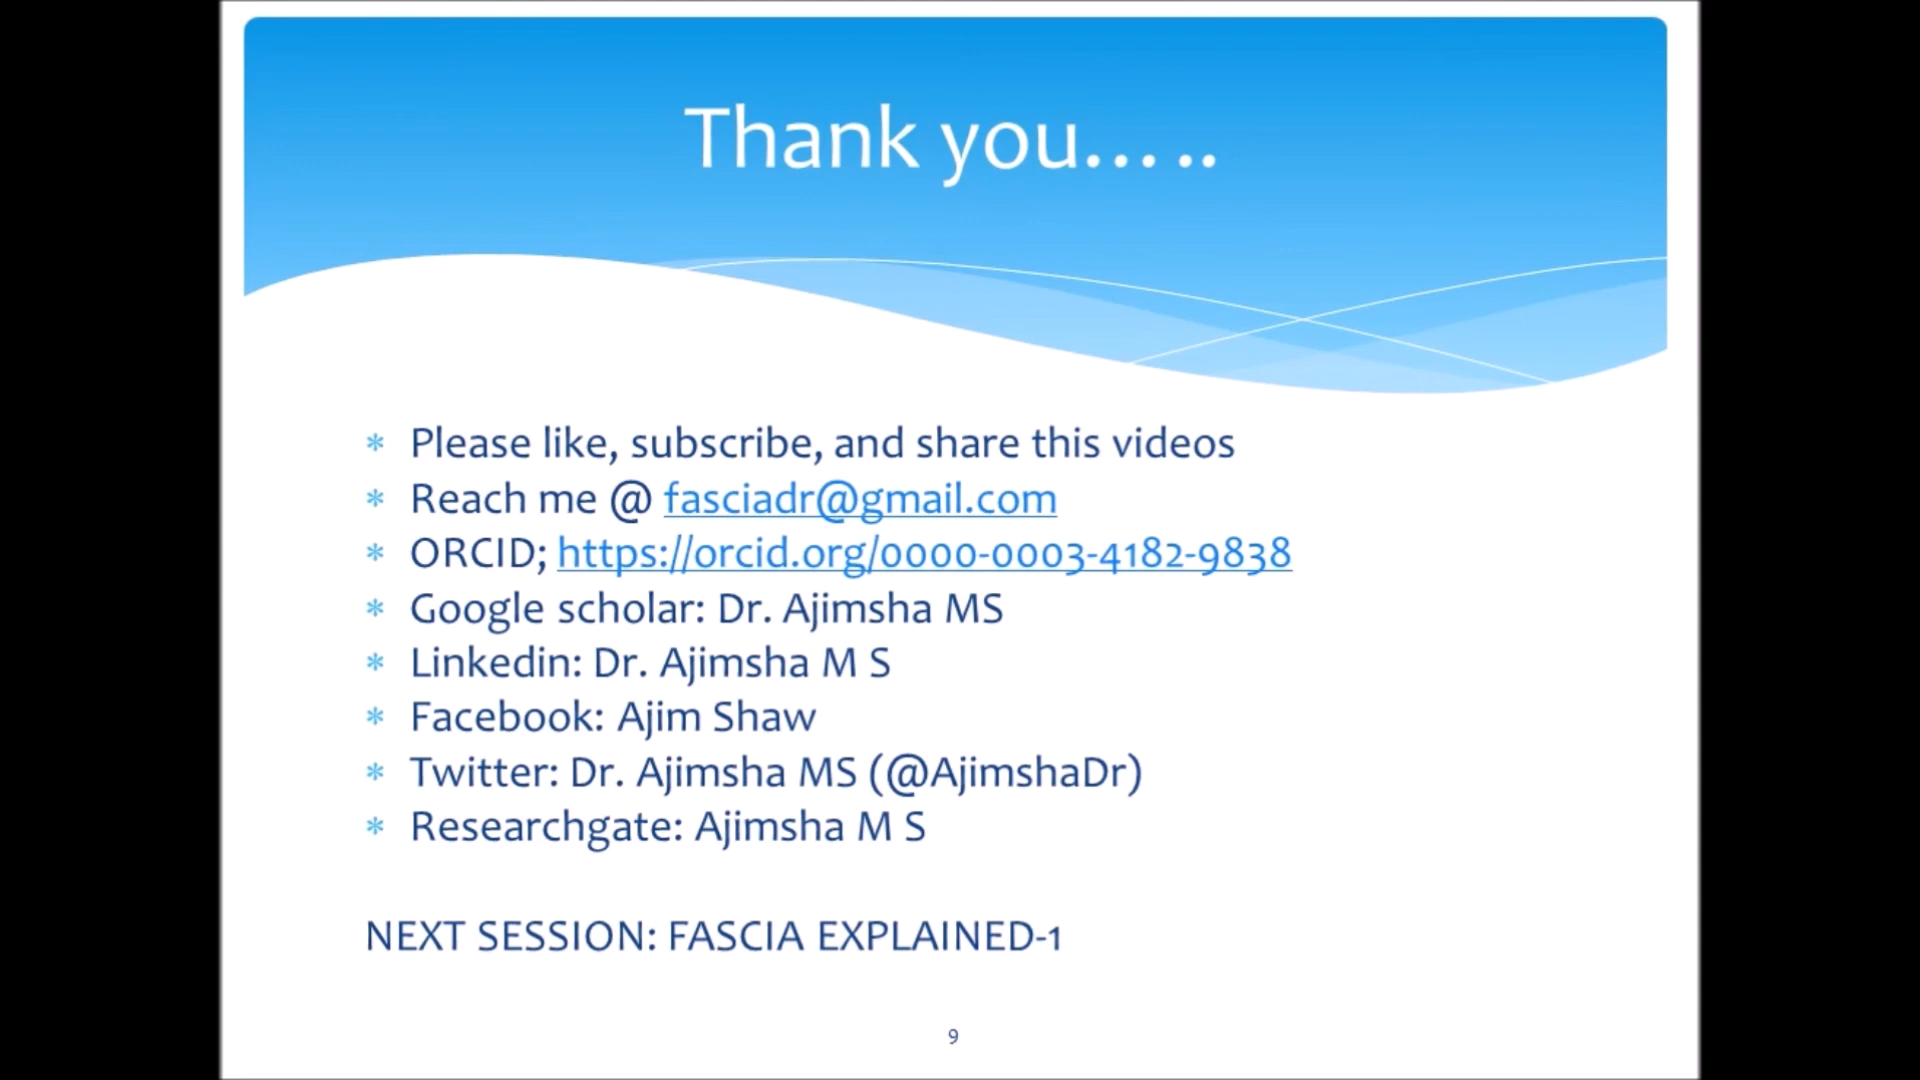 Thank you.....
* Please like, subscribe, and share this videos
* Reach me @ fasciadr@gmail.com
* ORCID; https://orcid.org/0000-0003-4182-9838
* Google scholar: Dr. Ajimsha MS
* Linkedin: Dr. Ajimsha M S
* Facebook: Ajim Shaw
* Twitter: Dr. Ajimsha MS (@AjimshaDr)
* Researchgate: Ajimsha M S
NEXT SESSION: FASCIA EXPLAINED-1
9